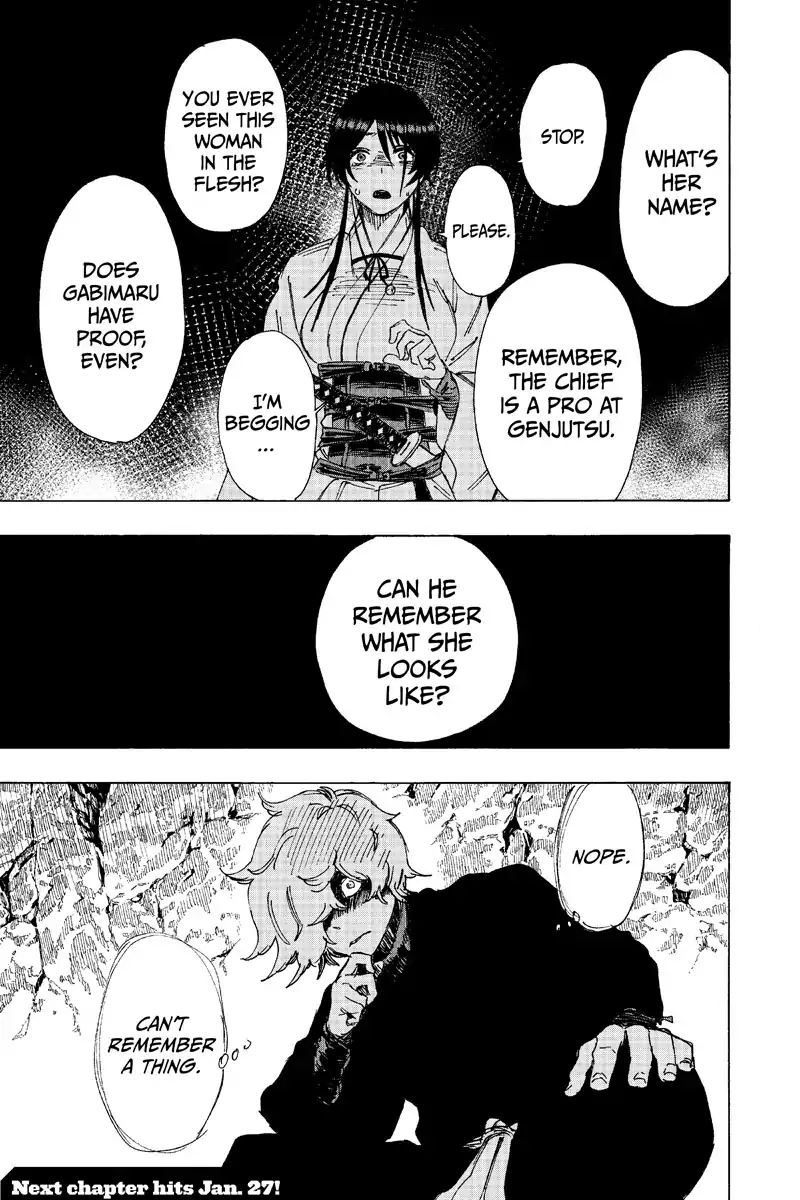 WHAT'S
HER
NAME?
STOP.
REMEMBER,
THE CHIEF
IS A PRO AT
GENJUTSU.
PLEASE.
YOU EVER
SEEN THIS
WOMAN
IN THE
FLESH?
I'M
BEGGING
...
DOES
GABIMARU
HAVE
PROOF,
EVEN?
CAN HE
REMEMBER
WHAT SHE
LOOKS
LIKE?
NOPE.
CAN'T
REMEMBER
A THING.
Next chapter hits Jan. 27!